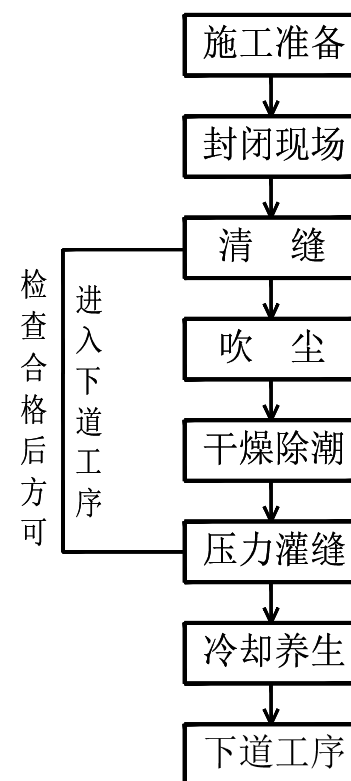 施工准备
封闭现场
清 缝
吹 尘
干燥除潮
压力灌缝
冷却养生
下道工序
检查合格后方可
进入下道工序